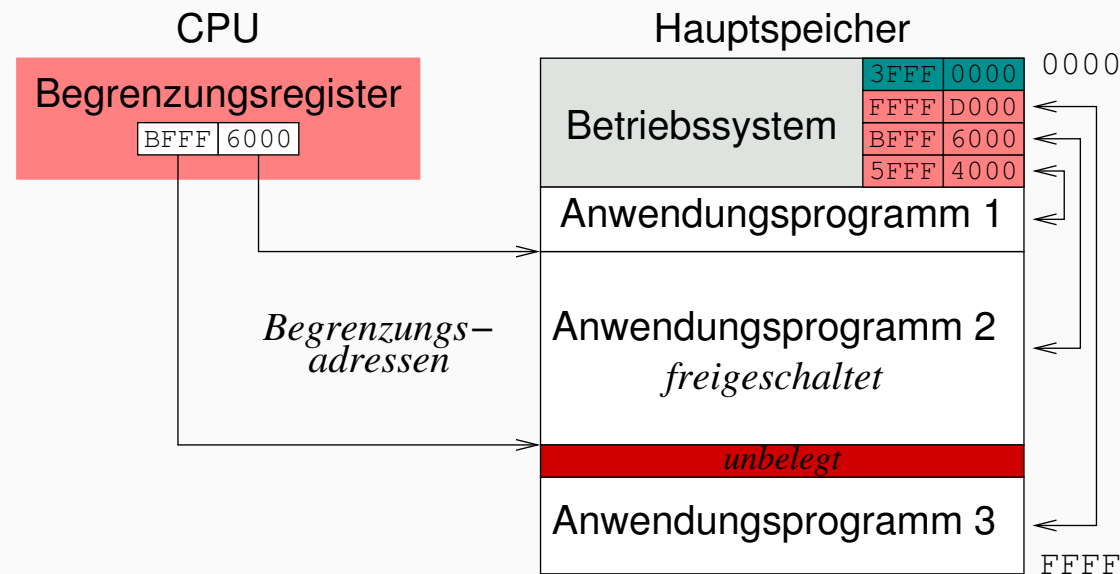 CPU
Hauptspeicher
Begrenzungsregister
BFFF 6000
Betriebssystem
3FFF 0000
FFFF D000
BFFF 6000
5FFF 4000
0000
Anwendungsprogramm 1
Begrenzungs–
adressen
Anwendungsprogramm 2
freigeschaltet
unbelegt
Anwendungsprogramm 3
FFFF